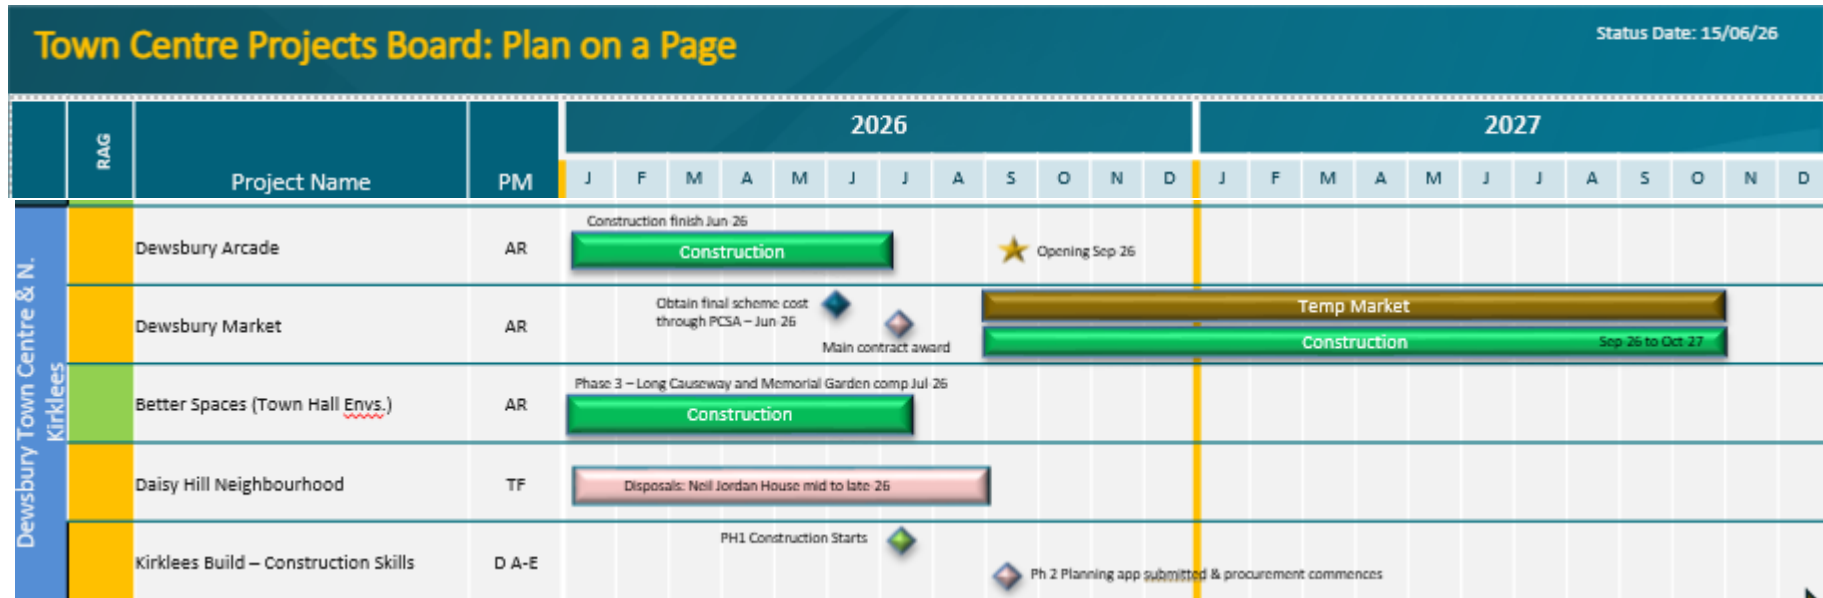 Town Centre Projects Board: Plan on a Page
Status Date: 15/06/26
RAG
Project Name
PM
2026
2027
J F M A M J J A S O N D J F M A M J J A S O N D
Dewsbury Town Centre & N.
Kirklees
Dewsbury Arcade
AR
Construction finish Jun 26
Construction
Opening Sep 26
Dewsbury Market
AR
Obtain final scheme cost
through PCSA – Jun 26
Main contract award
Temp Market
Construction
Sep 26 to Oct 27
Better Spaces (Town Hall Envs.)
AR
Phase 3 – Long Causeway and Memorial Garden comp Jul 26
Construction
Daisy Hill Neighbourhood
TF
Disposals: Neil Jordan House mid to late 26
Kirklees Build – Construction Skills
D A-E
PH1 Construction Starts
Ph 2 Planning app submitted & procurement commences